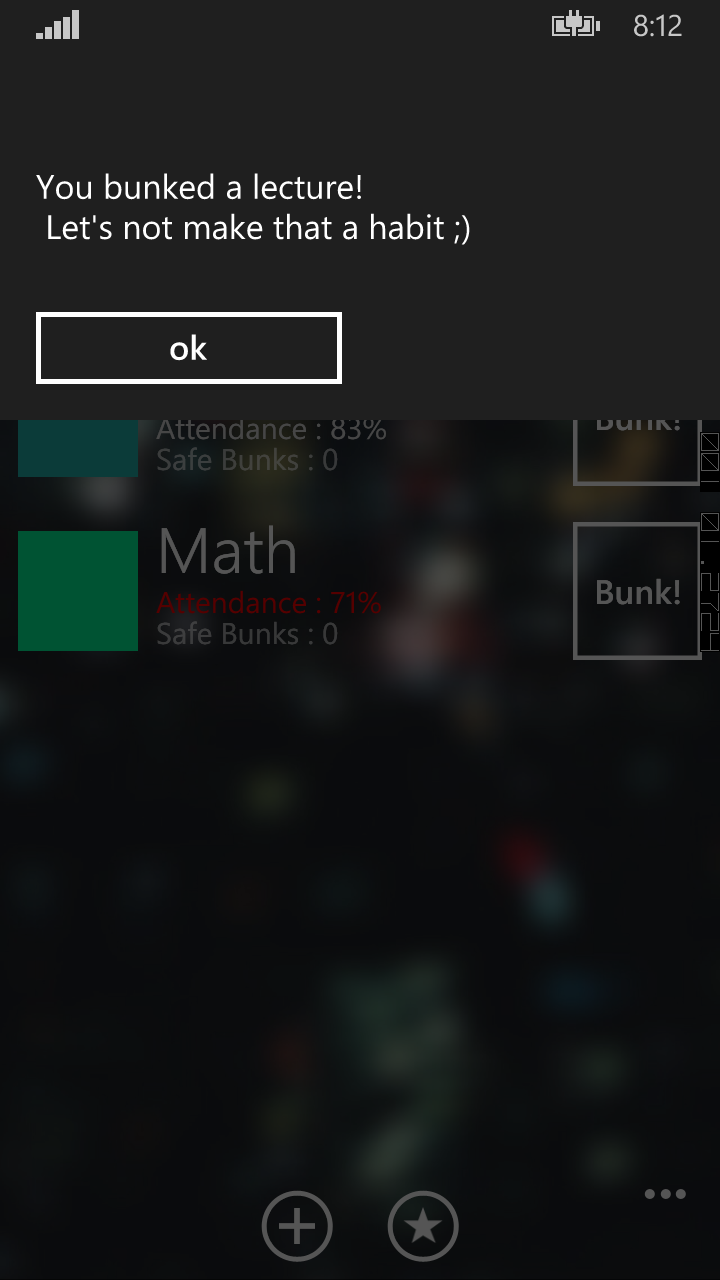 8:12
You bunked a lecture!
Let's not make that a habit ;)
ok
Attendance : 83%
Safe Bunks : 0
Bunk!
Math
Attendance : 71%
Safe Bunks : 0
Bunk!